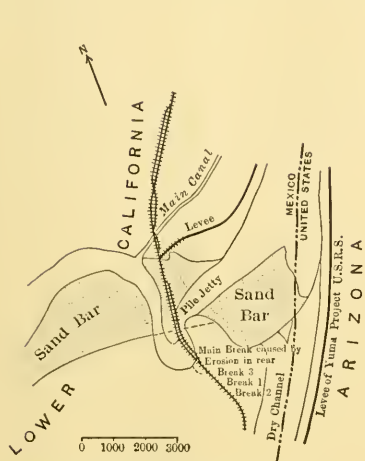 N
LOWER CALIFORNIA
Main Canal
Levee
MEXICO
UNITED STATES
Pile Jetty
Sand Bar
Sand
Bar
Main Break caused by
Erosion in rear
Break 3
Break 1
Break 2
Dry Channel
Levee of Yuma Project U.S.R.S.
ARIZONA
0 1000 2000 3000